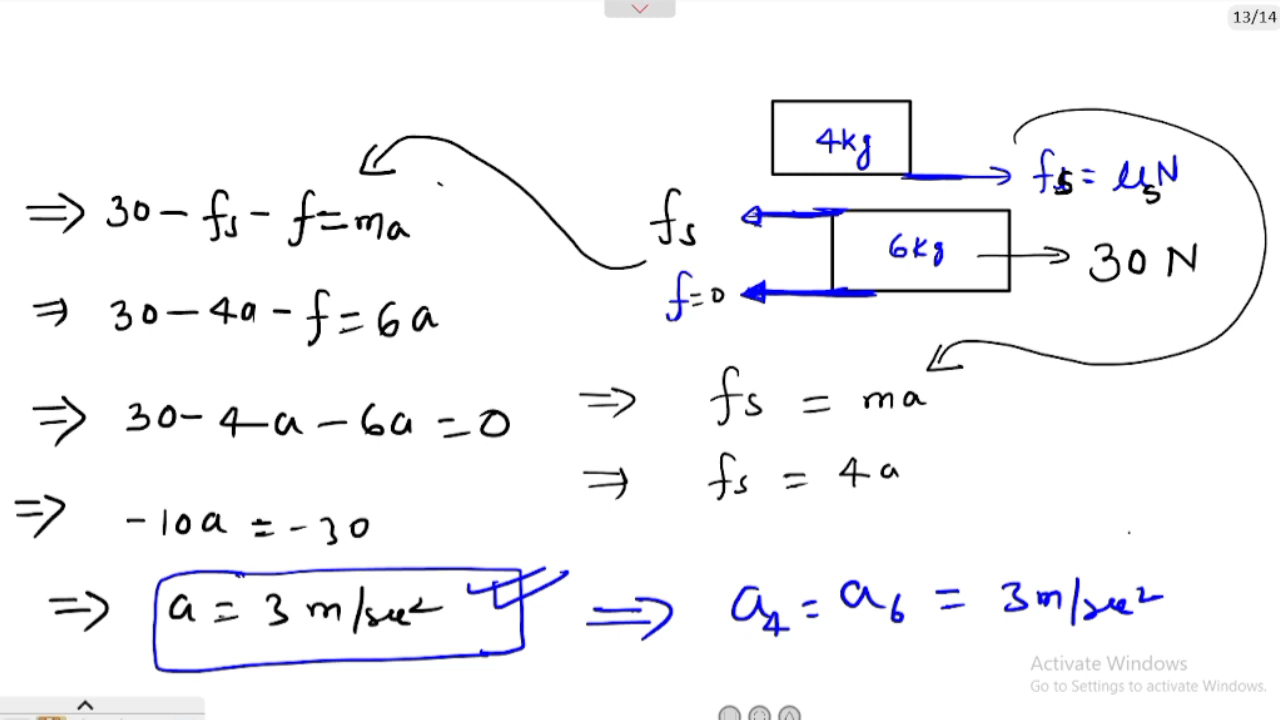 13/14
4kg
fs = μsN
⇒ 30 - fs - f = ma
fs
6kg
30 N
f=0
⇒ 30 - 4a - f = 6a
⇒ fs = ma
⇒ 30 - 4a - 6a = 0
⇒ fs = 4a
⇒ -10a = -30
⇒ a = 3 m/sec²
⇒ a₄ = a₆ = 3m/sec²
Activate Windows
Go to Settings to activate Windows.